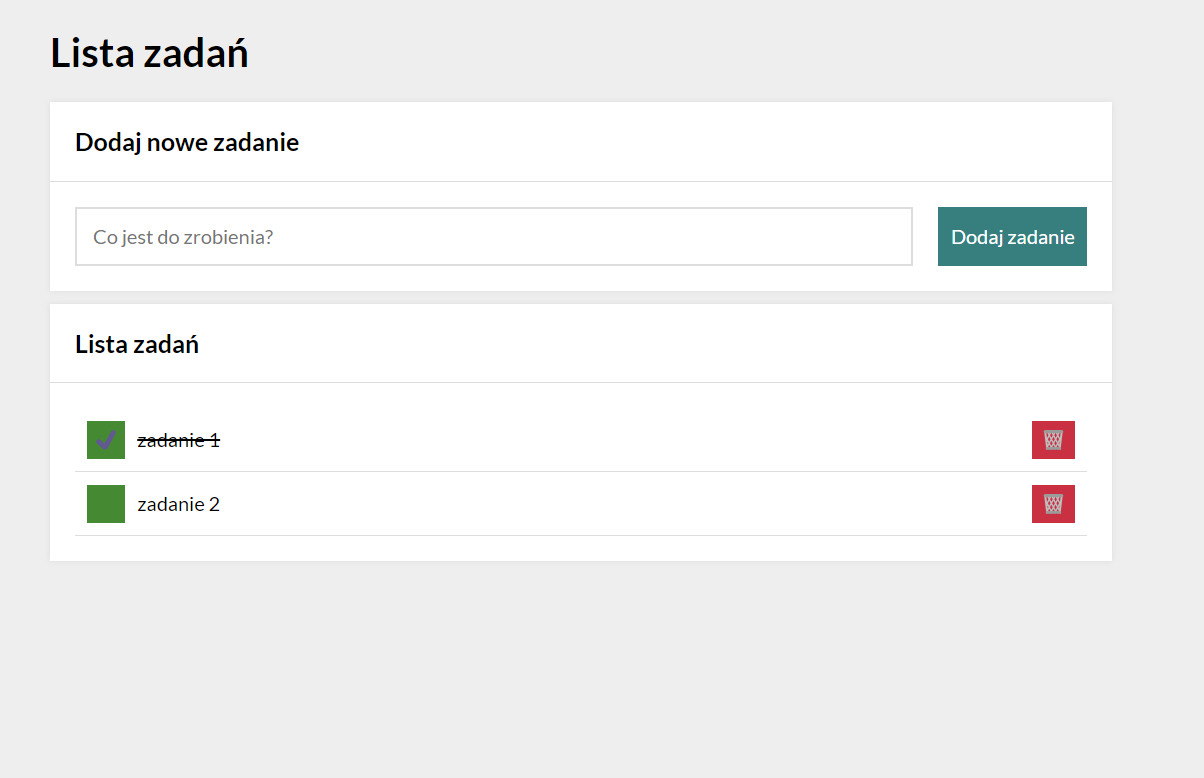 Lista zadań
Dodaj nowe zadanie
Co jest do zrobienia?
Dodaj zadanie
Lista zadań
zadanie 1
zadanie 2